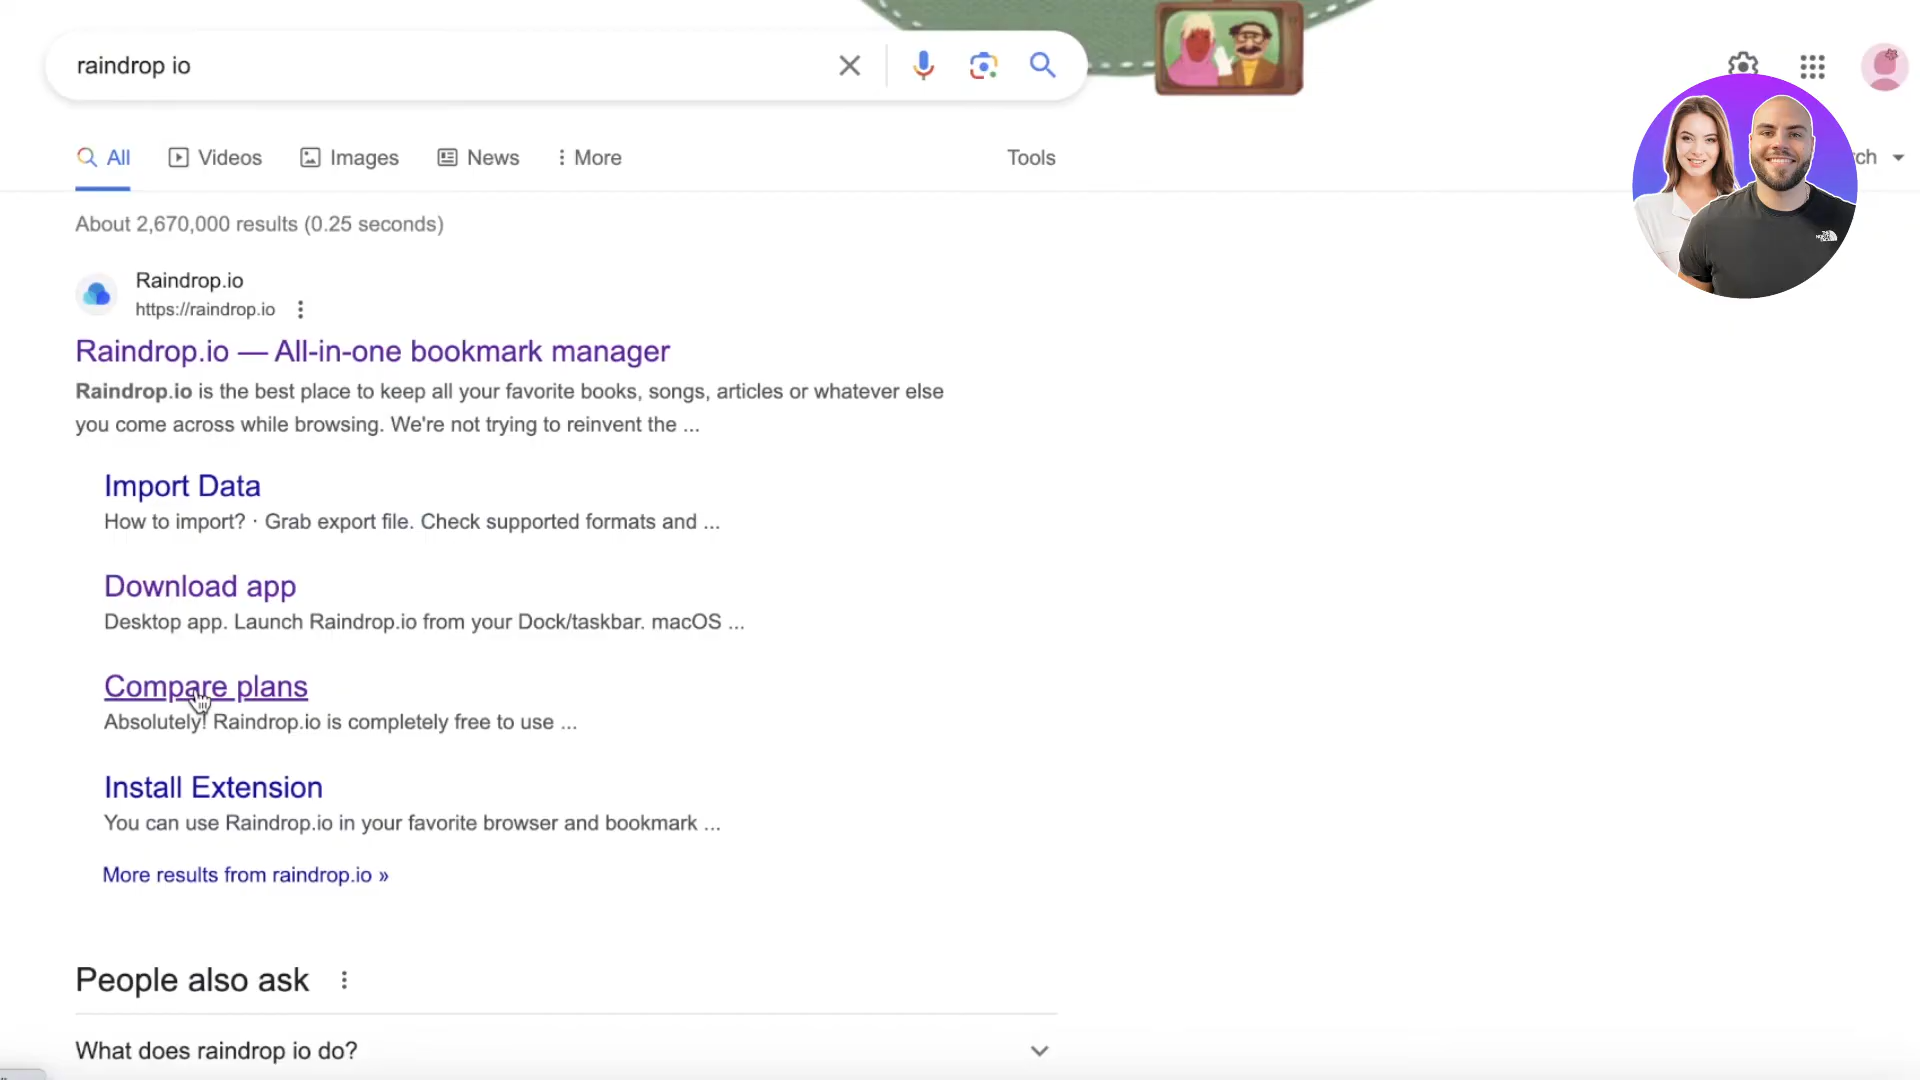 raindrop io
All
Videos
Images
News
More
Tools
rch
About 2,670,000 results (0.25 seconds)
Raindrop.io
https://raindrop.io
Raindrop.io — All-in-one bookmark manager
Raindrop.io is the best place to keep all your favorite books, songs, articles or whatever else
you come across while browsing. We're not trying to reinvent the ...
Import Data
How to import? · Grab export file. Check supported formats and ...
Download app
Desktop app. Launch Raindrop.io from your Dock/taskbar. macOS ...
Compare plans
Absolutely! Raindrop.io is completely free to use ...
Install Extension
You can use Raindrop.io in your favorite browser and bookmark ...
More results from raindrop.io »
People also ask
What does raindrop io do?